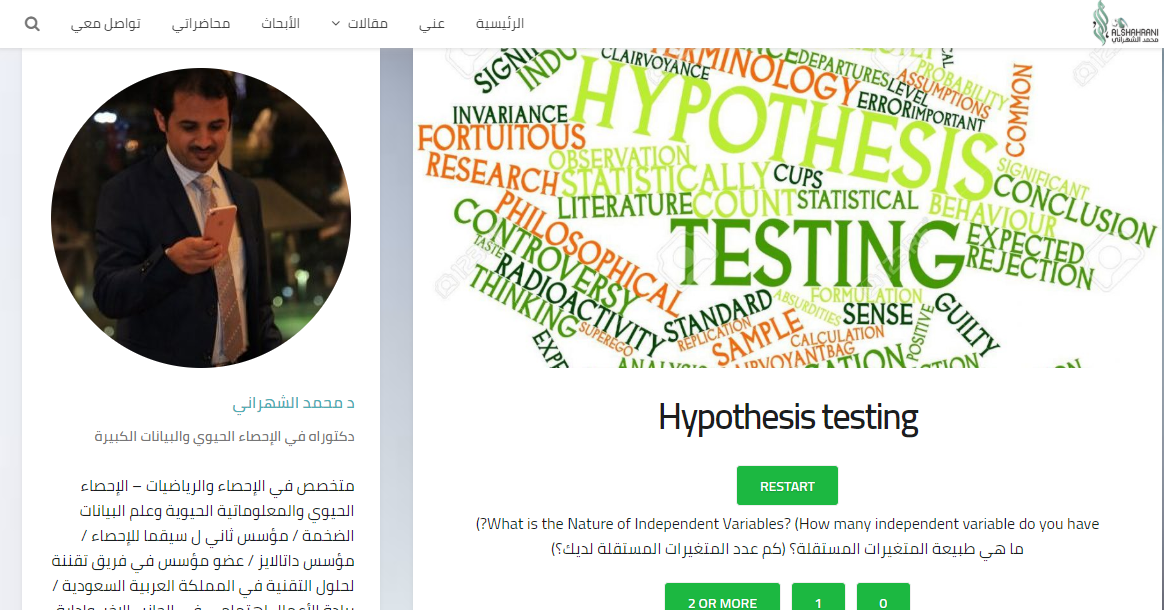 الرئيسية
عني
مقالات
الأبحاث
محاضراتي
تواصل معي
ALSHAHRANI
محمد الشهراني
د محمد الشهراني
دكتوراه في الإحصاء الحيوي والبيانات الكبيرة
متخصص في الإحصاء والرياضيات – الإحصاء
الحيوي والمعلوماتية الحيوية وعلم البيانات
الضخمة / مؤسس ثاني ل سيقما للإحصاء /
مؤسس داتالايز / عضو مؤسس في فريق تقننة
لحلول التقنية في المملكة العربية السعودية /
CLAIRVOYANCE
TERMINOLOGY
DEPARTURES
LEVEL
PROBABILITY
ASSUMPTIONS
ERROR
IMPORTANT
COMMON
HYPOTHESIS
INVARIANCE
FORTUITOUS
OBSERVATION
RESEARCH
STATISTICALLY
CUPS
SIGNIFICANT
CONCLUSION
LITERATURE
COUNT
STATISTICAL
BEHAVIOUR
PHILOSOPHICAL
CONTROVERSY
TESTING
EXPECTED
REJECTION
TASTE
RADIOACTIVITY
THINKING
SUPEREGO
STANDARD
REPLICATION
ABSURDITIES
FORMULATION
SENSE
SAMPLE
CALCULATION
POSITIVE
GUILTY
Hypothesis testing
RESTART
(?What is the Nature of Independent Variables? (How many independent variable do you have
ما هي طبيعة المتغيرات المستقلة؟ (كم عدد المتغيرات المستقلة لديك؟)
2 OR MORE
1
0